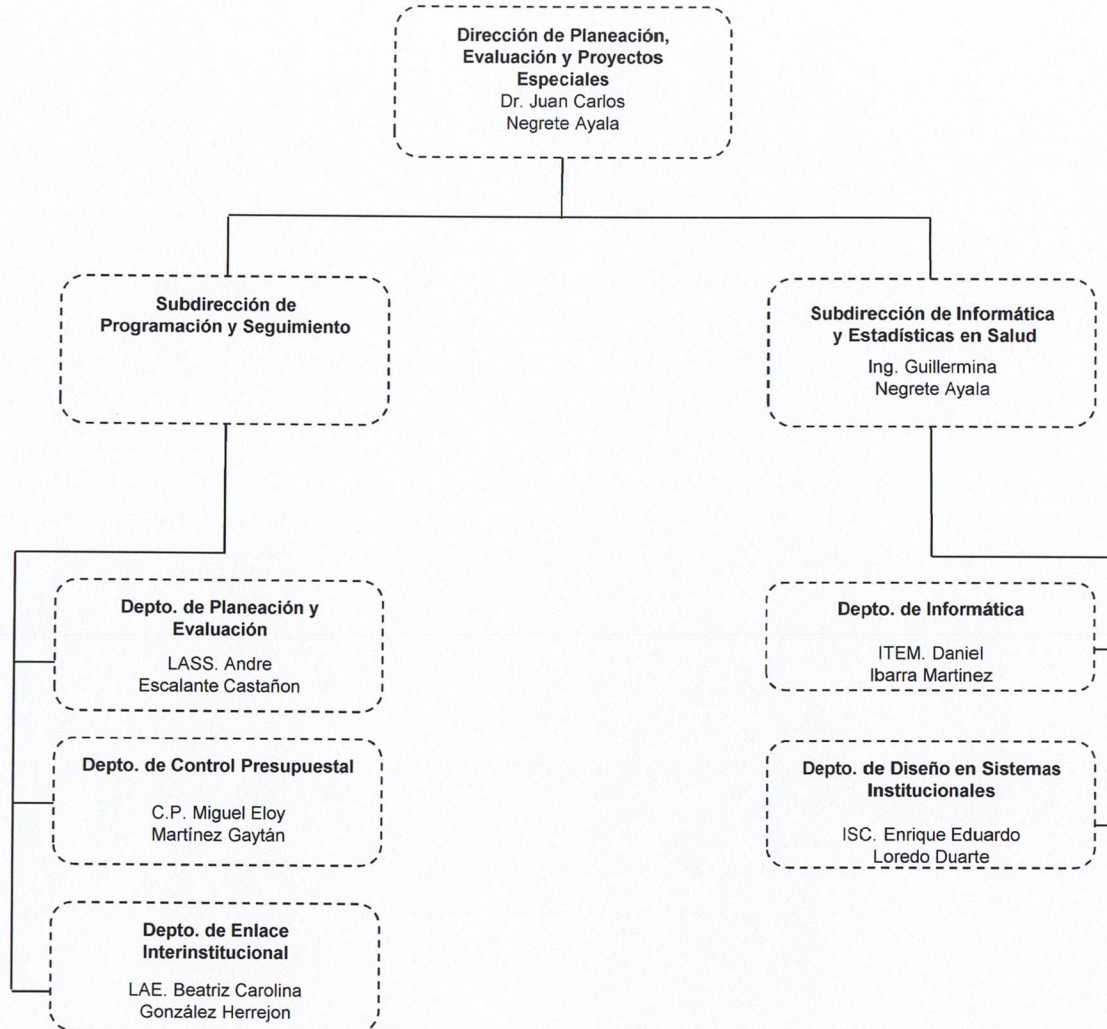 Dirección de Planeación,
Evaluación y Proyectos
Especiales
Dr. Juan Carlos
Negrete Ayala
Subdirección de
Programación y Seguimiento
Subdirección de Informática
y Estadísticas en Salud
Ing. Guillermina
Negrete Ayala
Depto. de Planeación y
Evaluación
LASS. Andre
Escalante Castañon
Depto. de Control Presupuestal
C.P. Miguel Eloy
Martínez Gaytán
Depto. de Enlace
Interinstitucional
LAE. Beatriz Carolina
González Herrejon
Depto. de Informática
ITEM. Daniel
Ibarra Martinez
Depto. de Diseño en Sistemas
Institucionales
ISC. Enrique Eduardo
Loredo Duarte